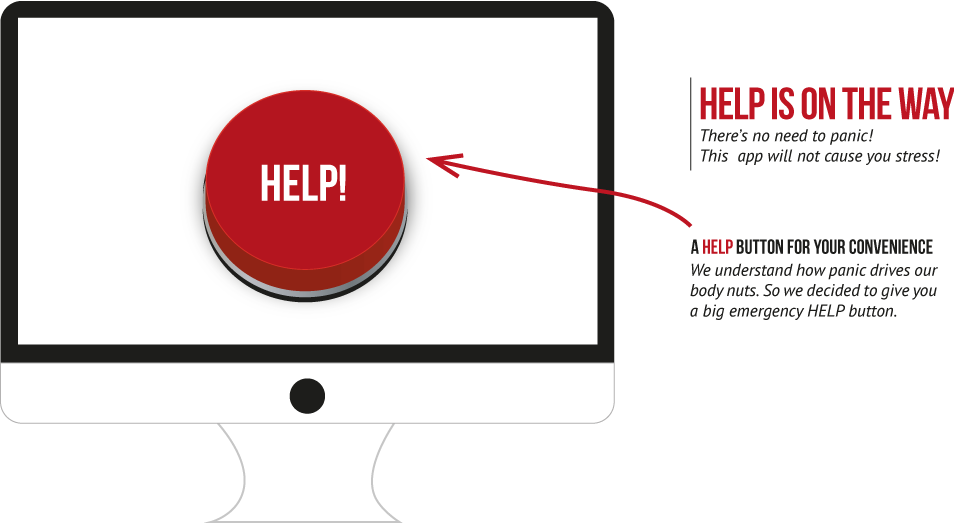 HELP!
HELP IS ON THE WAY
There's no need to panic!
This app will not cause you stress!
A HELP BUTTON FOR YOUR CONVENIENCE
We understand how panic drives our
body nuts. So we decided to give you
a big emergency HELP button.